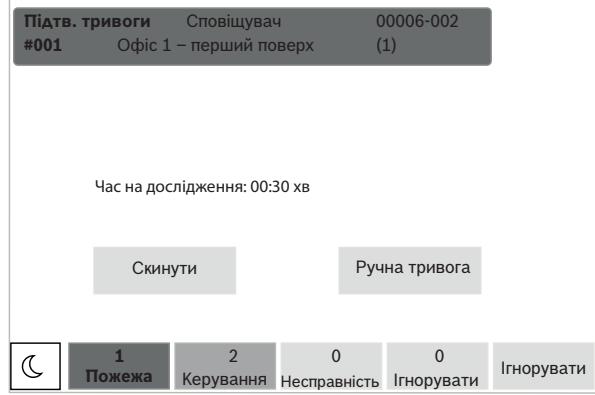 Підтв. тривоги Сповіщувач 00006-002
#001 Офіс 1 – перший поверх (1)
Час на дослідження: 00:30 хв
Скинути Ручна тривога
1 2 0 0
Пожежа Керування Несправність Ігнорувати Ігнорувати